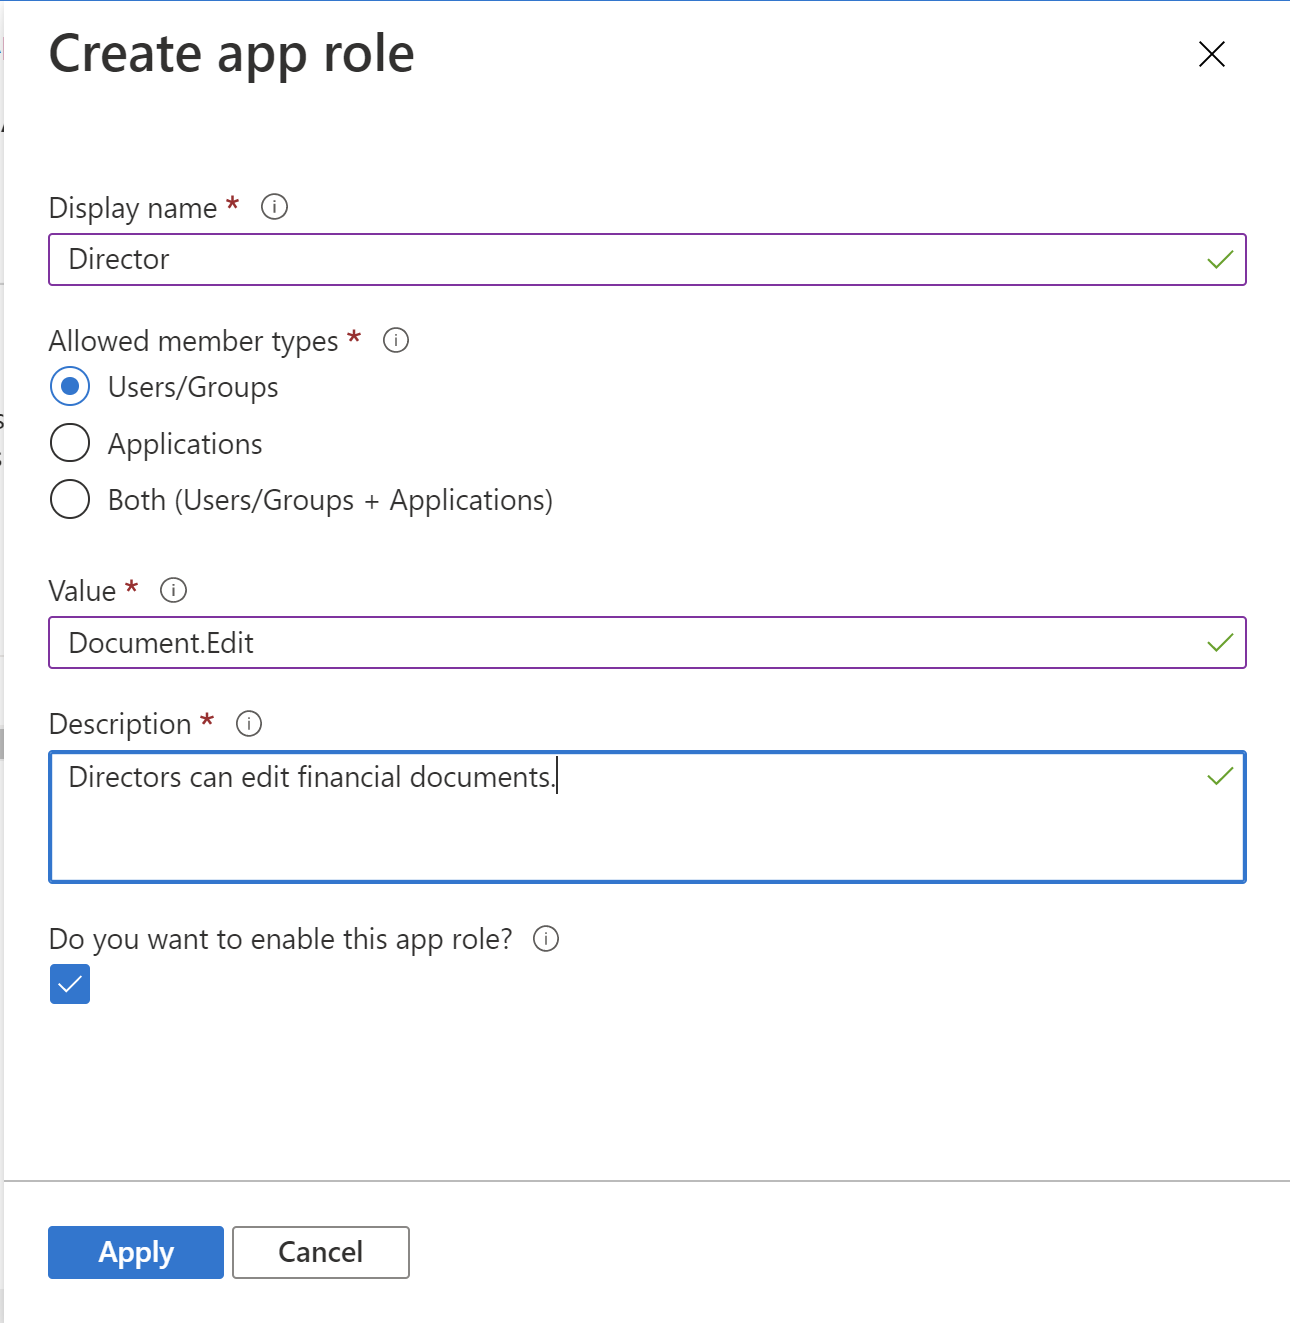 Create app role
Display name *
Director
Allowed member types *
Users/Groups
Applications
Both (Users/Groups + Applications)
Value *
Document.Edit
Description *
Directors can edit financial documents.
Do you want to enable this app role?
Apply
Cancel